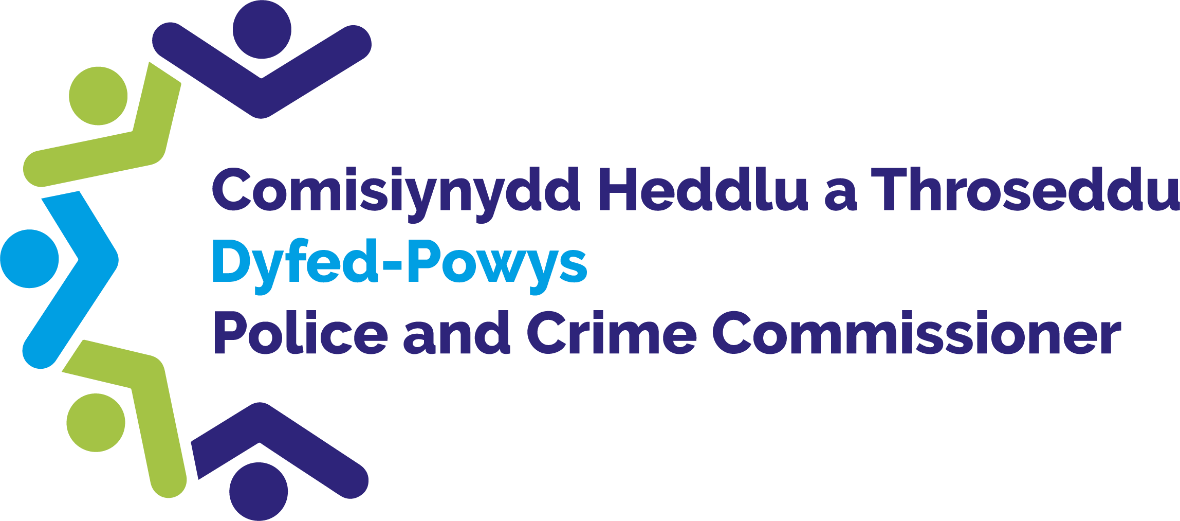 Comisiynydd Heddlu a Throseddu
Dyfed-Powys
Police and Crime Commissioner